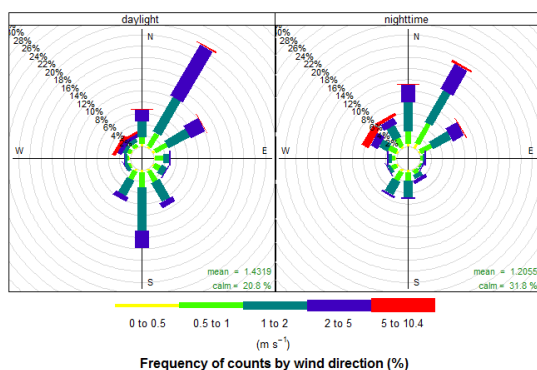 daylight
nighttime
N
N
28%
26%
24%
22%
20%
18%
16%
14%
12%
10%
8%
6%
4%
28%
26%
24%
22%
20%
18%
16%
14%
12%
10%
8%
6%
W
E
W
E
S
S
mean = 1.4319
calm = 20.8 %
mean = 1.2055
calm = 31.8 %
0 to 0.5
0.5 to 1
1 to 2
2 to 5
5 to 10.4
(m s⁻¹)
Frequency of counts by wind direction (%)